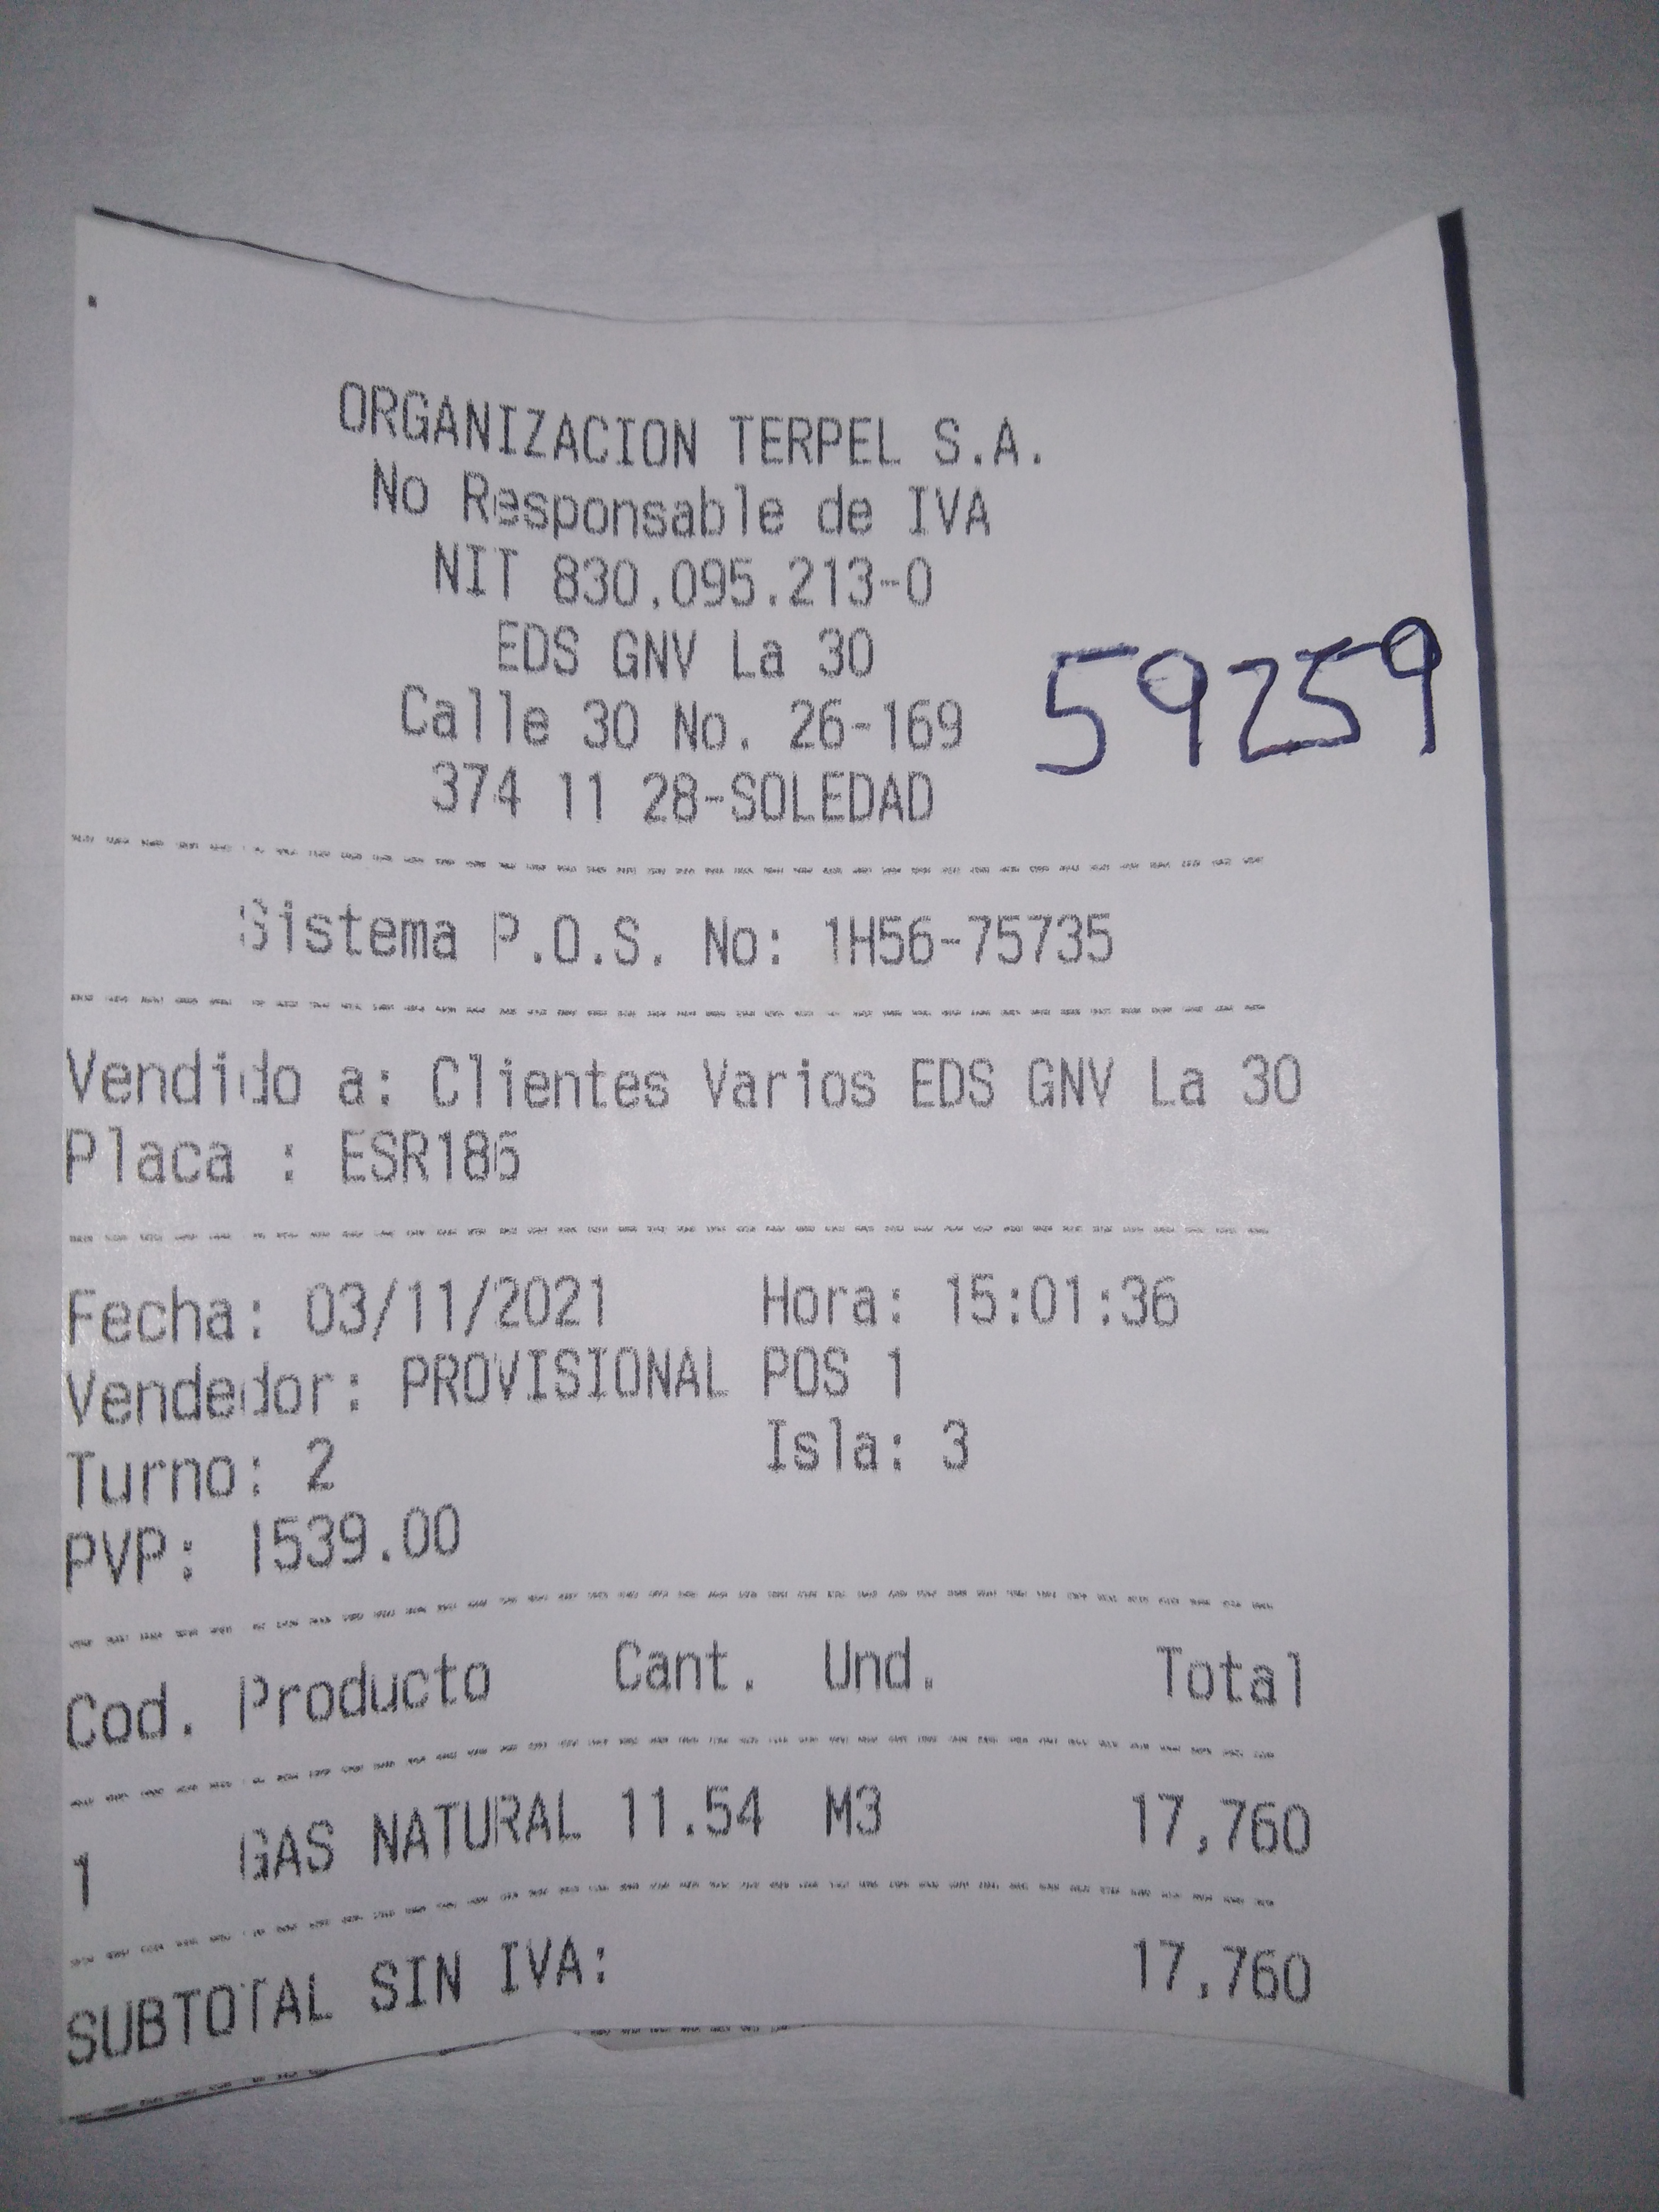 ORGANIZACION TERPEL S.A.
No Responsable de IVA
NIT 830.095.213-0
EDS GNV La 30
Calle 30 No. 26-169
59259
374 11 28-SOLEDAD
Sistema P.O.S. No: 1H56-75735
Vendido a: Clientes Varios EDS GNV La 30
Placa : ESR186
Fecha: 03/11/2021 Hora: 15:01:36
Vendedor: PROVISIONAL POS 1
Turno: 2 Isla: 3
PVP: 1539.00
Cod. Producto Cant. Und. Total
1 GAS NATURAL 11.54 M3 17,760
SUBTOTAL SIN IVA: 17,760